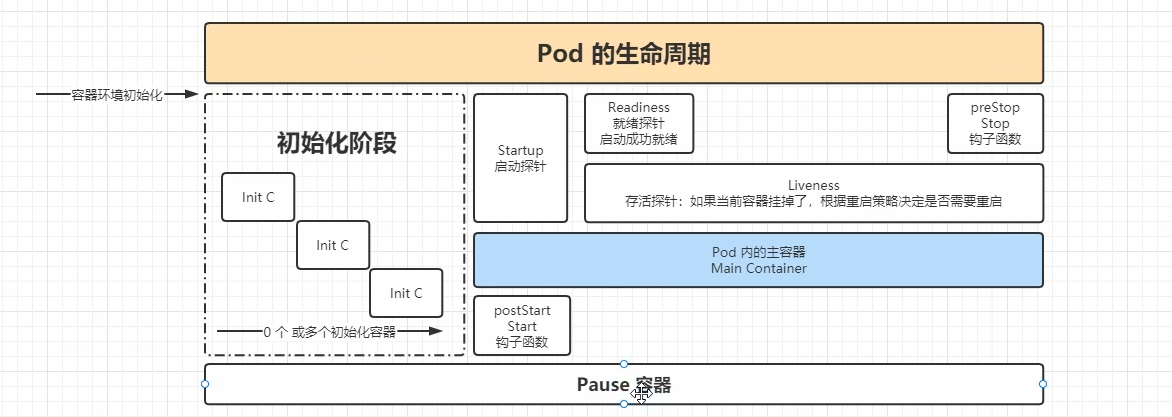 Pod 的生命周期
容器环境初始化
初始化阶段
Init C
Init C
Init C
0 个 或多个初始化容器
Startup
启动探针
Readiness
就绪探针
启动成功就绪
preStop
Stop
钩子函数
Liveness
存活探针：如果当前容器挂掉了，根据重启策略决定是否需要重启
Pod 内的主容器
Main Container
postStart
Start
钩子函数
Pause 容器